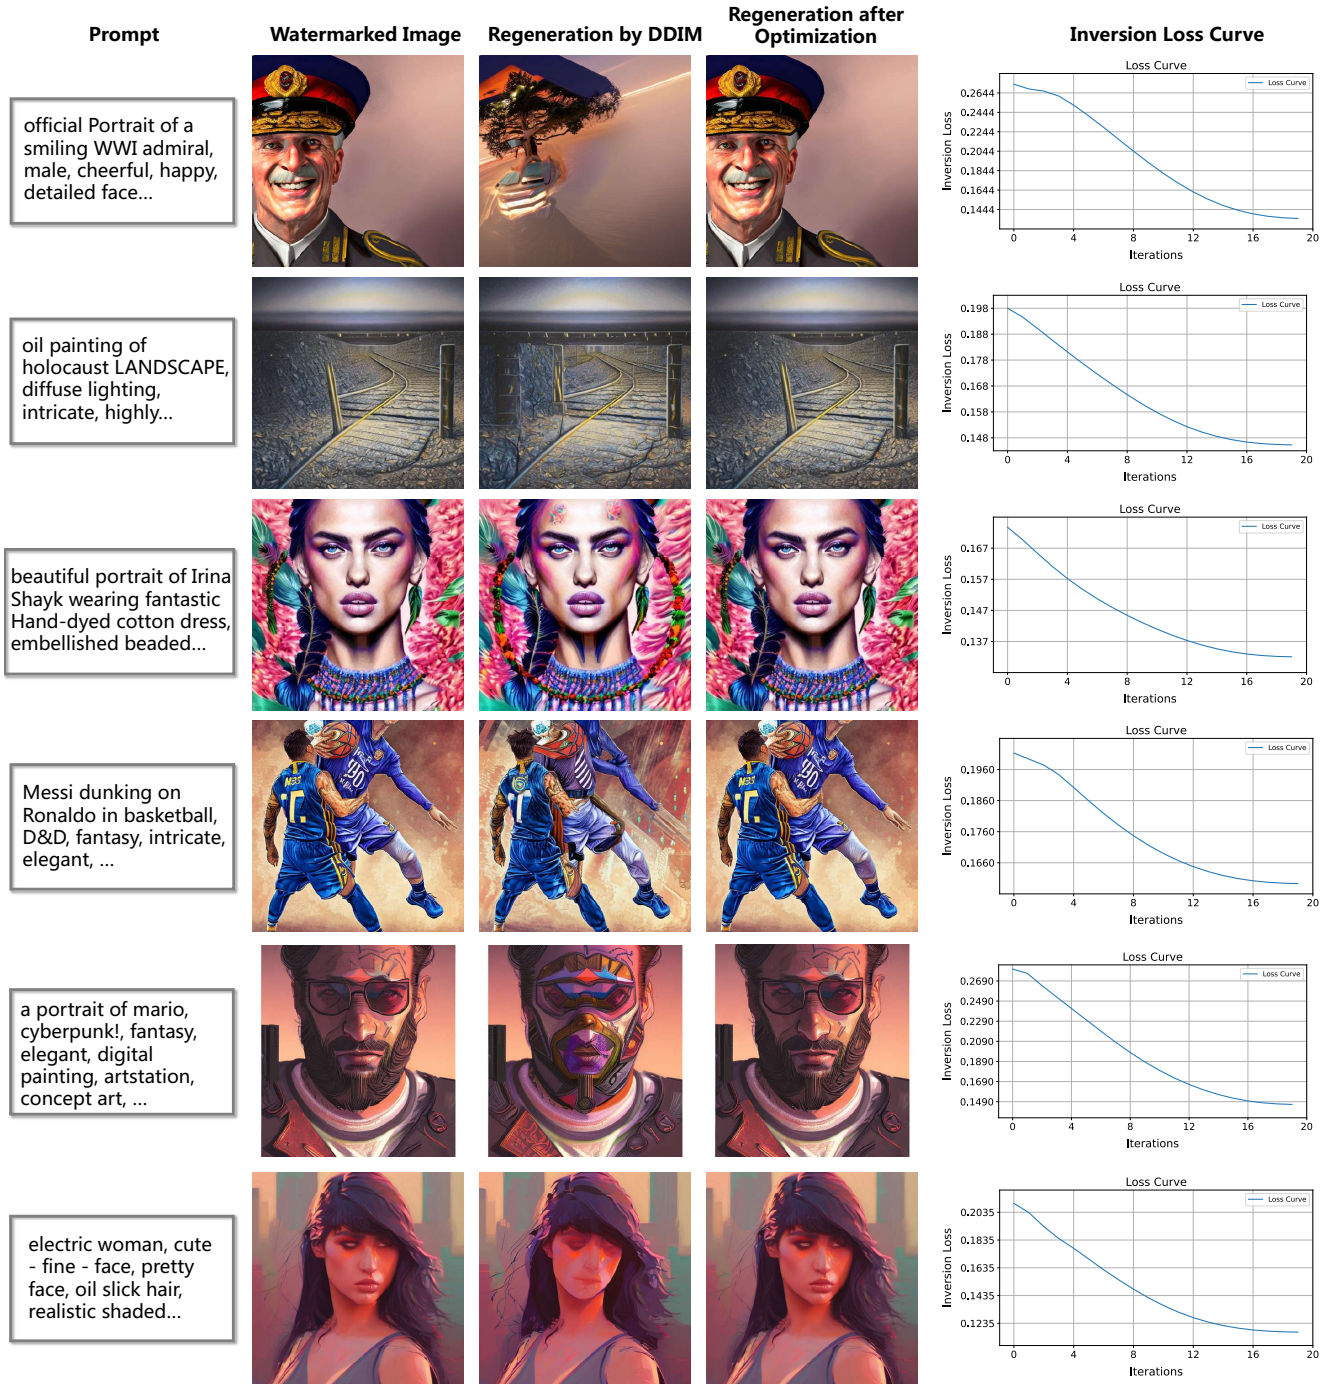 Prompt
Watermarked Image
Regeneration by DDIM
Regeneration after
Optimization
Inversion Loss Curve
official Portrait of a
smiling WWI admiral,
male, cheerful, happy,
detailed face...
Loss Curve
Loss Curve
Inversion Loss
0.2644
0.2444
0.2244
0.2044
0.1844
0.1644
0.1444
0 4 8 12 16 20
Iterations
oil painting of
holocaust LANDSCAPE,
diffuse lighting,
intricate, highly...
Loss Curve
Loss Curve
Inversion Loss
0.198
0.188
0.178
0.168
0.158
0.148
0 4 8 12 16 20
Iterations
beautiful portrait of Irina
Shayk wearing fantastic
Hand-dyed cotton dress,
embellished beaded...
Loss Curve
Loss Curve
Inversion Loss
0.167
0.157
0.147
0.137
0 4 8 12 16 20
Iterations
Messi dunking on
Ronaldo in basketball,
D&D, fantasy, intricate,
elegant, ...
Loss Curve
Loss Curve
Inversion Loss
0.1960
0.1860
0.1760
0.1660
0 4 8 12 16 20
Iterations
a portrait of mario,
cyberpunk!, fantasy,
elegant, digital
painting, artstation,
concept art, ...
Loss Curve
Loss Curve
Inversion Loss
0.2690
0.2490
0.2290
0.2090
0.1890
0.1690
0.1490
0 4 8 12 16 20
Iterations
electric woman, cute
- fine - face, pretty
face, oil slick hair,
realistic shaded...
Loss Curve
Loss Curve
Inversion Loss
0.2035
0.1835
0.1635
0.1435
0.1235
0 4 8 12 16 20
Iterations